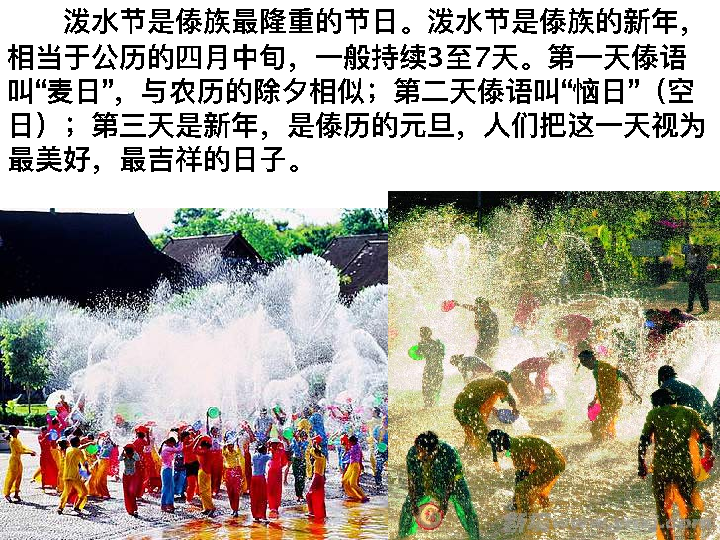 泼水节是傣族最隆重的节日。泼水节是傣族的新年，
相当于公历的四月中旬，一般持续3至7天。第一天傣语
叫“麦日”，与农历的除夕相似；第二天傣语叫“恼日”（空
日）；第三天是新年，是傣历的元旦，人们把这一天视为
最美好，最吉祥的日子。